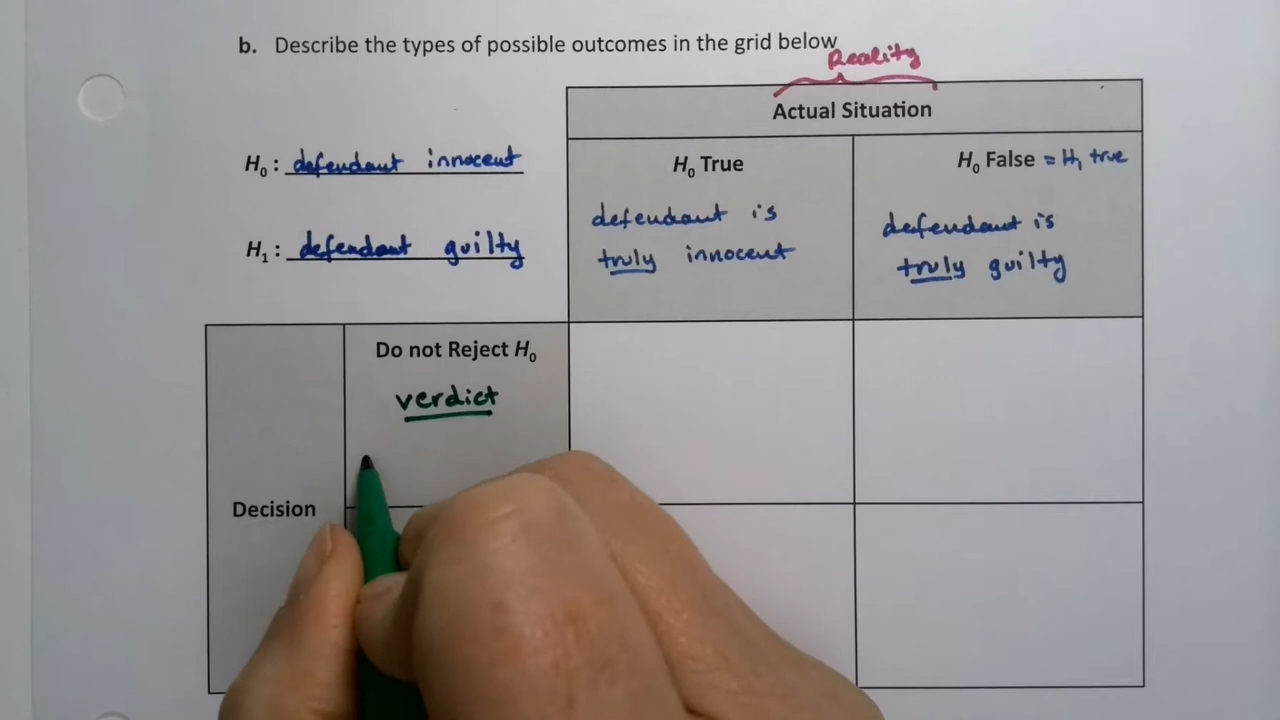 b. Describe the types of possible outcomes in the grid below
Reality
Actual Situation
H₀ : defendant innocent
H₁ : defendant guilty
H₀ True
defendant is
truly innocent
H₀ False = H₁ true
defendant is
truly guilty
Do not Reject H₀
verdict
Decision